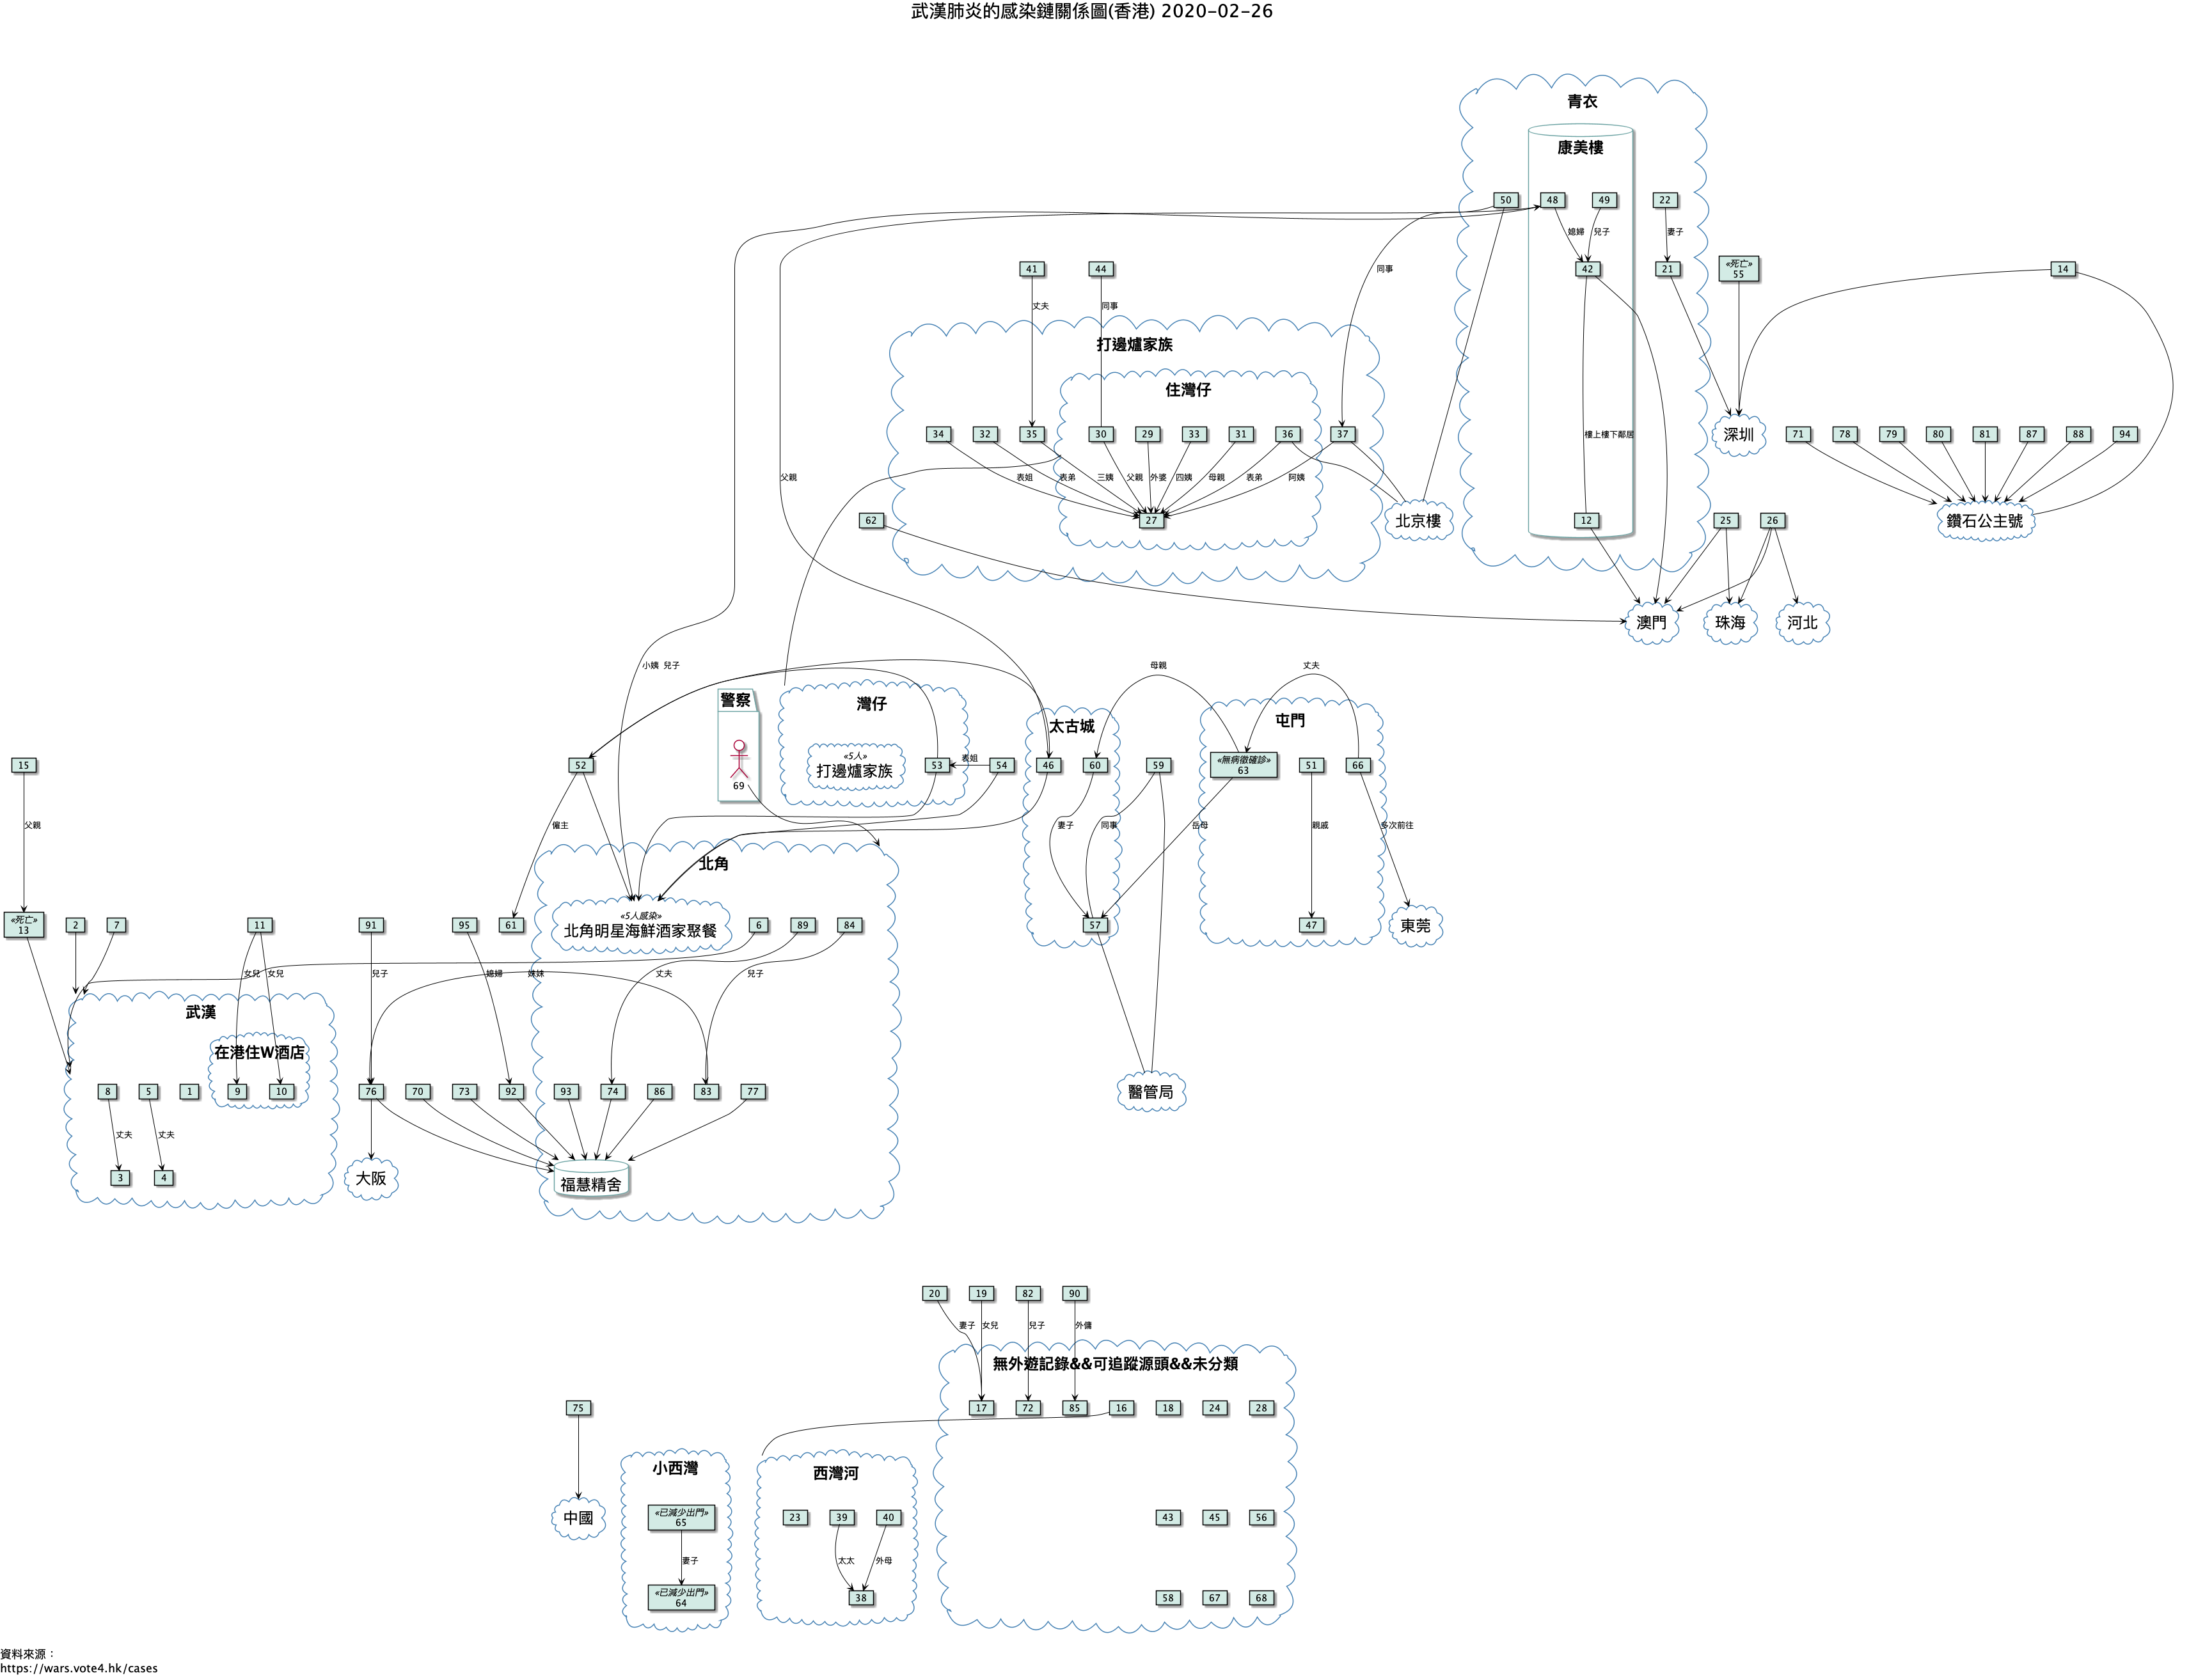 武漢肺炎的感染鏈關係圖(香港) 2020-02-26
青衣
康美樓
50
48
49
22
媳婦
兒子
妻子
41
44
同事
42
21
«死亡»
55
14
丈夫
同事
打邊爐家族
住灣仔
34
32
35
30
29
33
31
36
37
樓上樓下鄰居
深圳
71
78
79
80
81
87
88
94
父親
表姐
表弟
三姨
父親
外婆
四姨
母親
表弟
阿姨
62
27
北京樓
12
25
26
鑽石公主號
澳門
珠海
河北
小姨 兒子
母親
丈夫
警察
灣仔
太古城
屯門
15
52
69
«5人»
打邊爐家族
53
表姐
54
46
60
59
«無病徵確診»
63
51
66
父親
僱主
妻子
同事
岳母
親戚
多次前往
北角
«死亡»
13
2
7
11
91
95
61
«5人感染»
北角明星海鮮酒家聚餐
6
89
84
57
47
東莞
女兒
女兒
兒子
媳婦
妹妹
丈夫
兒子
武漢
在港住W酒店
8
5
1
9
10
76
70
73
92
93
74
86
83
77
醫管局
丈夫
丈夫
3
4
大阪
福慧精舍
20
19
82
90
妻子
女兒
兒子
外傭
無外遊記錄&&可追蹤源頭&&未分類
75
17
72
85
16
18
24
28
小西灣
西灣河
中國
«已減少出門»
65
23
39
40
43
45
56
妻子
太太
外母
«已減少出門»
64
38
58
67
68
資料來源：
https://wars.vote4.hk/cases